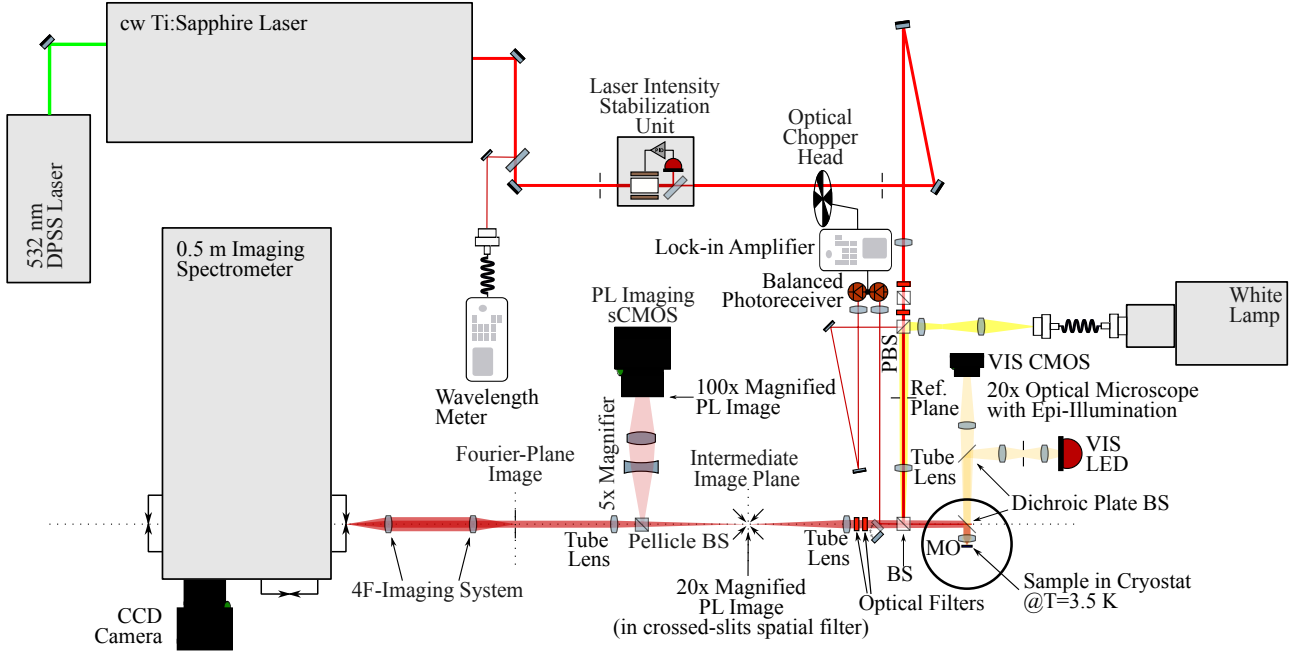 cw Ti:Sapphire Laser
532 nm
DPSS Laser
Laser Intensity
Stabilization
Unit
PID
Optical
Chopper
Head
0.5 m Imaging
Spectrometer
Lock-in Amplifier
Balanced
Photoreceiver
White
Lamp
PL Imaging
sCMOS
PBS
VIS CMOS
Wavelength
Meter
100x Magnified
PL Image
Ref.
Plane
20x Optical Microscope
with Epi-Illumination
5x Magnifier
Fourier-Plane
Image
Intermediate
Image Plane
Tube
Lens
VIS
LED
Dichroic Plate BS
Tube
Lens
Pellicle BS
Tube
Lens
BS
MO
4F-Imaging System
20x Magnified
PL Image
(in crossed-slits spatial filter)
Optical Filters
Sample in Cryostat
@T=3.5 K
CCD
Camera